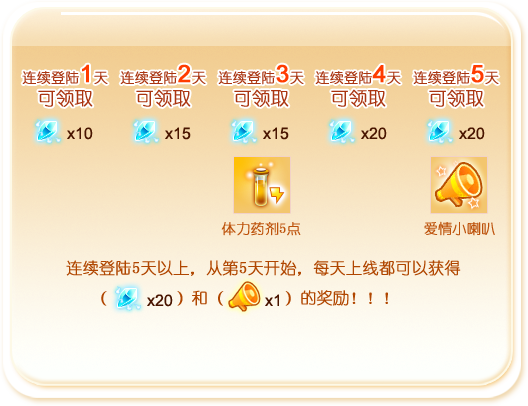 连续登陆1天 连续登陆2天 连续登陆3天 连续登陆4天 连续登陆5天
可领取 可领取 可领取 可领取 可领取
x10 x15 x15 x20 x20
体力药剂5点 爱情小喇叭
连续登陆5天以上，从第5天开始，每天上线都可以获得
（ x20 ）和（ x1 ）的奖励！！！